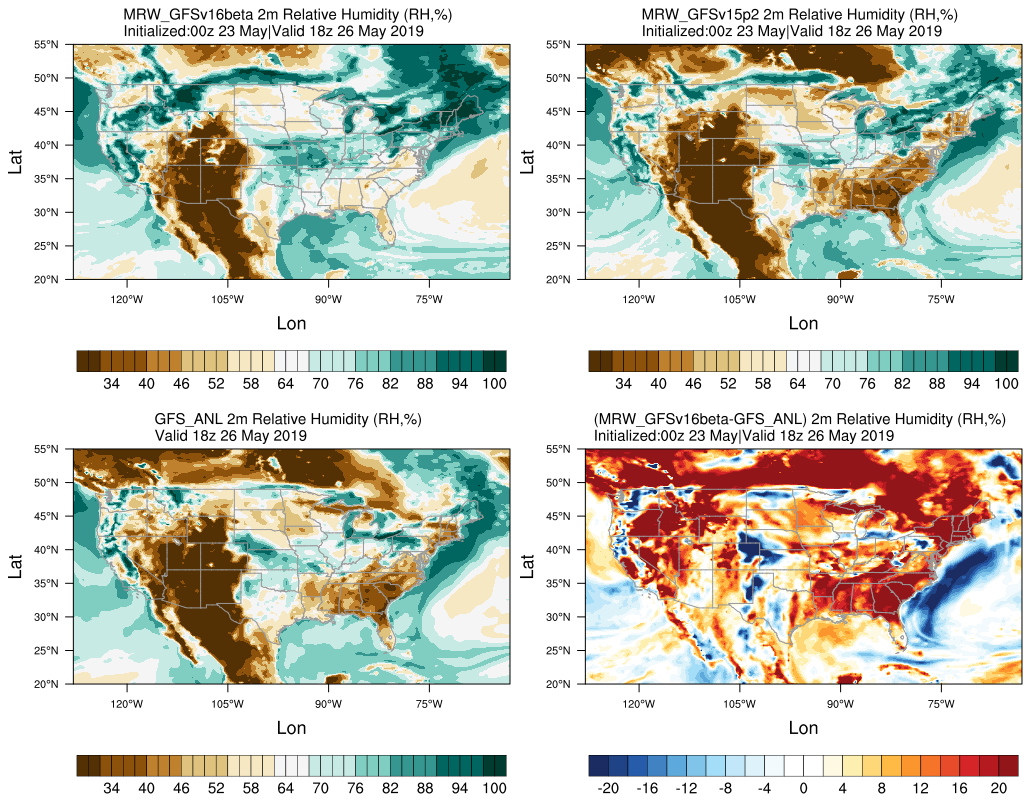 MRW_GFSv16beta 2m Relative Humidity (RH,%)
Initialized:00z 23 May|Valid 18z 26 May 2019
55°N
50°N
45°N
40°N
35°N
30°N
25°N
20°N
Lat
120°W 105°W 90°W 75°W
Lon
34 40 46 52 58 64 70 76 82 88 94 100
MRW_GFSv15p2 2m Relative Humidity (RH,%)
Initialized:00z 23 May|Valid 18z 26 May 2019
55°N
50°N
45°N
40°N
35°N
30°N
25°N
20°N
Lat
120°W 105°W 90°W 75°W
Lon
34 40 46 52 58 64 70 76 82 88 94 100
GFS_ANL 2m Relative Humidity (RH,%)
Valid 18z 26 May 2019
55°N
50°N
45°N
40°N
35°N
30°N
25°N
20°N
Lat
120°W 105°W 90°W 75°W
Lon
34 40 46 52 58 64 70 76 82 88 94 100
(MRW_GFSv16beta-GFS_ANL) 2m Relative Humidity (RH,%)
Initialized:00z 23 May|Valid 18z 26 May 2019
55°N
50°N
45°N
40°N
35°N
30°N
25°N
20°N
Lat
120°W 105°W 90°W 75°W
Lon
-20 -16 -12 -8 -4 0 4 8 12 16 20